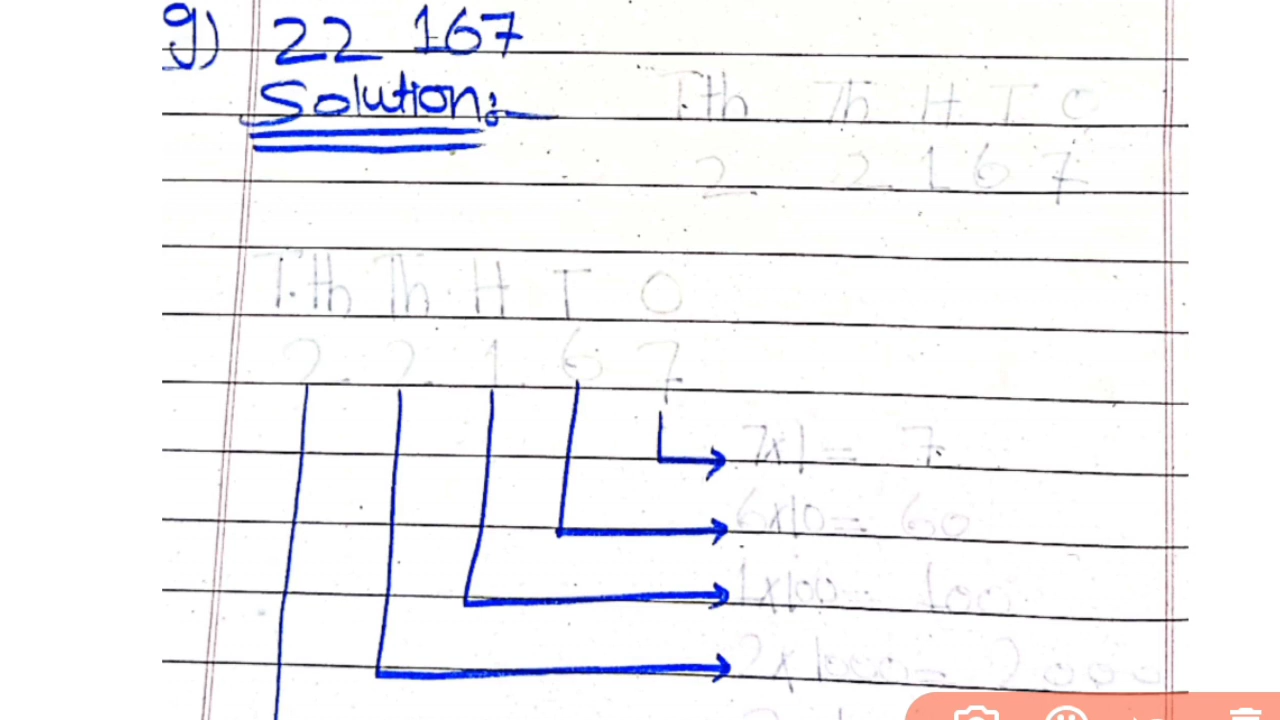 g) 22 167
Solution:-
T.th Th H T O
2 2 1 6 7
T.th Th H T O
2 2 1 6 7
7x1 = 7
6x10 = 60
1x100 = 100
2x1000 = 2000